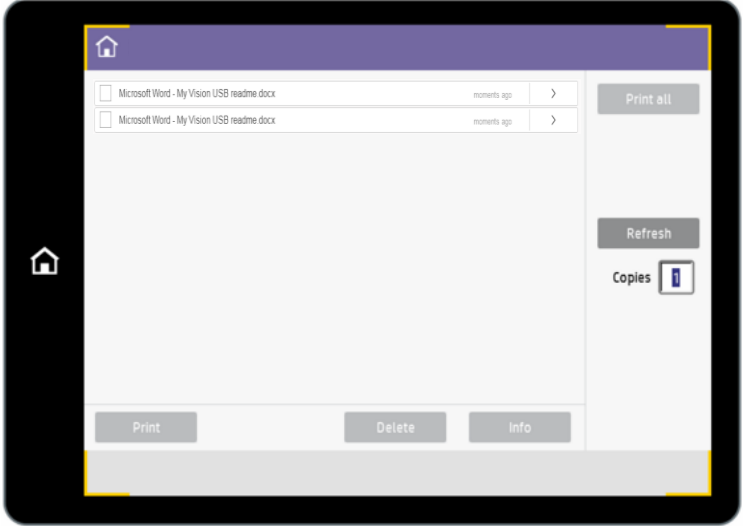 Microsoft Word - My Vision USB readme.docx moments ago
Microsoft Word - My Vision USB readme.docx moments ago
Print all
Refresh
Copies 1
Print Delete Info